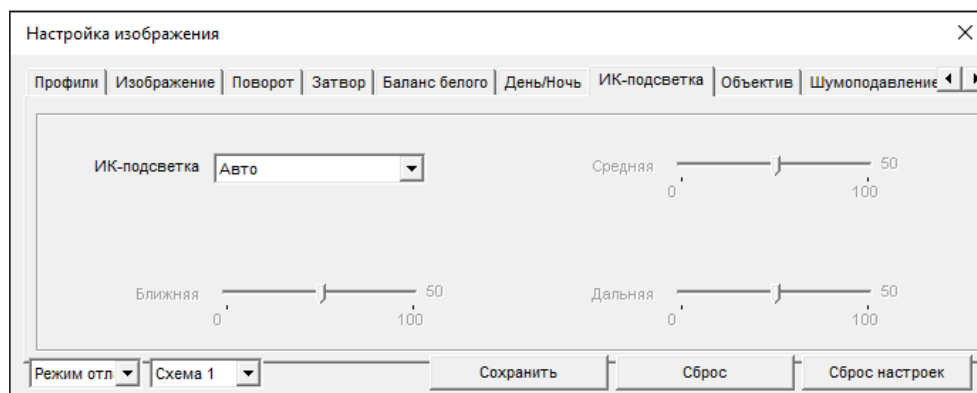 Настройка изображения
Профили Изображение Поворот Затвор Баланс белого День/Ночь ИК-подсветка Объектив Шумоподавление
ИК-подсветка Авто Средняя 50
0 100
Ближняя 50 Дальняя 50
0 100 0 100
Режим отл Схема 1 Сохранить Сброс Сброс настроек